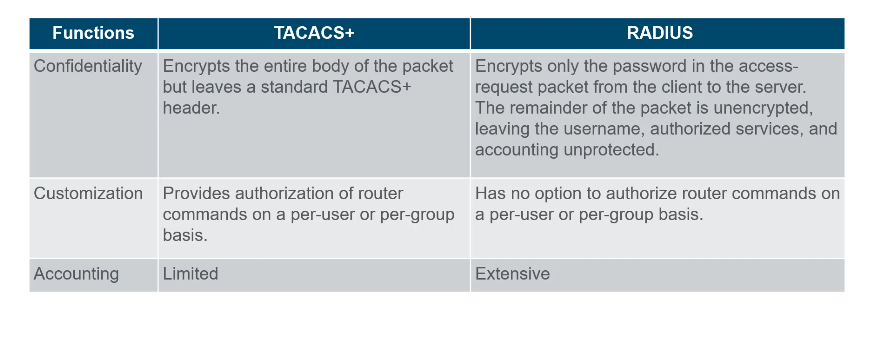 Functions TACACS+ RADIUS
Confidentiality Encrypts the entire body of the packet Encrypts only the password in the access-
but leaves a standard TACACS+ request packet from the client to the server.
header. The remainder of the packet is unencrypted,
leaving the username, authorized services, and
accounting unprotected.
Customization Provides authorization of router Has no option to authorize router commands on
commands on a per-user or per-group a per-user or per-group basis.
basis.
Accounting Limited Extensive